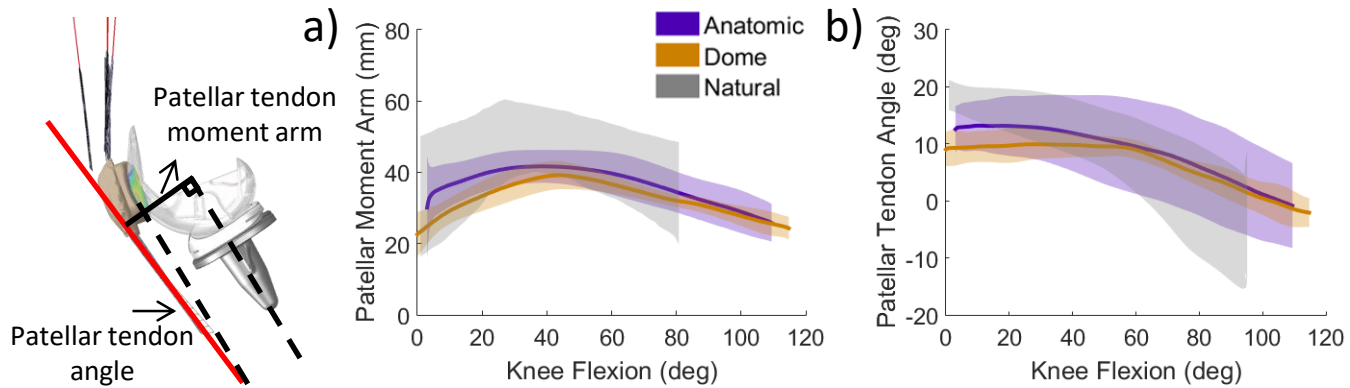 Patellar tendon
moment arm
Patellar tendon
angle
a)
Patellar Moment Arm (mm)
80
60
40
20
0
0 20 40 60 80 100 120
Knee Flexion (deg)
Anatomic
Dome
Natural
b)
Patellar Tendon Angle (deg)
30
20
10
0
-10
-20
0 20 40 60 80 100 120
Knee Flexion (deg)